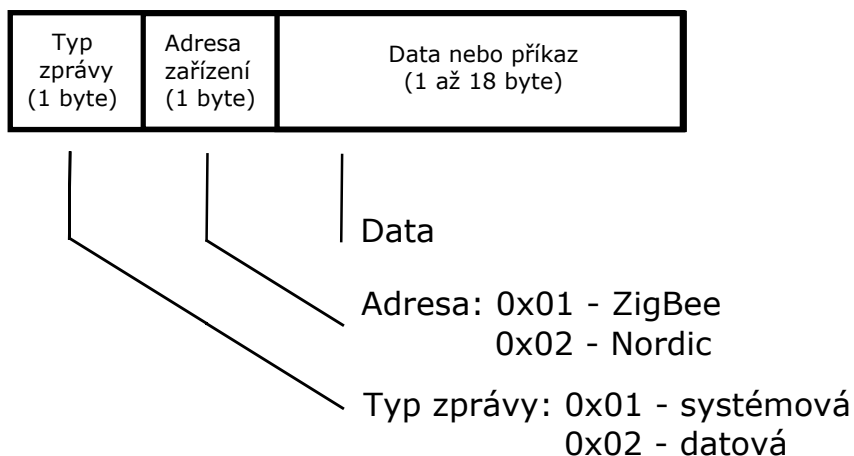 Typ
zprávy
(1 byte)
Adresa
zařízení
(1 byte)
Data nebo příkaz
(1 až 18 byte)
Data
Adresa: 0x01 - ZigBee
0x02 - Nordic
Typ zprávy: 0x01 - systémová
0x02 - datová